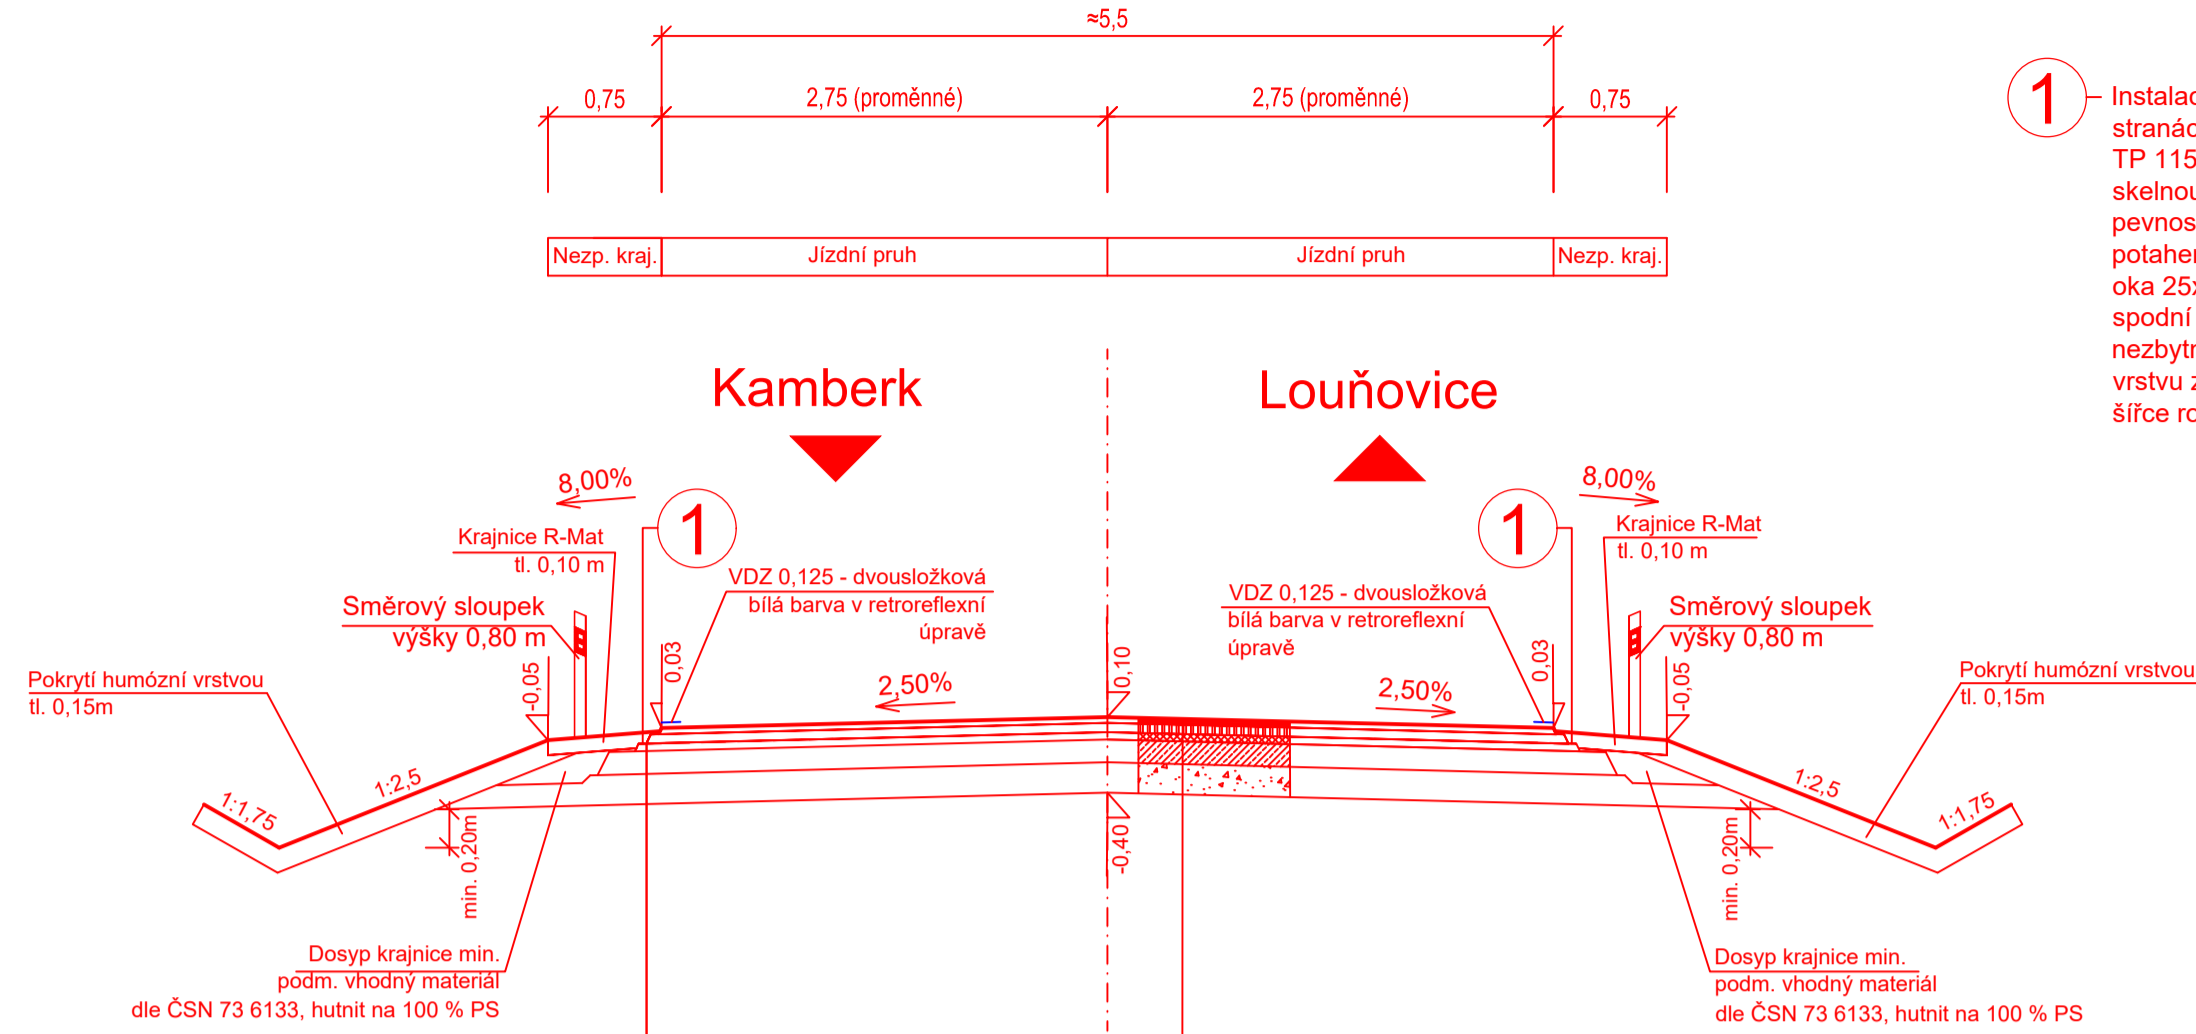 ≈5,5
0,75
2,75 (proměnné)
2,75 (proměnné)
0,75
Nezp. kraj.
Jízdní pruh
Jízdní pruh
Nezp. kraj.
1
TP 115
oka 25x
spodní
vrstvu
Kamberk
Louňovice
8,00%
8,00%
1
1
Krajnice R-Mat
tl. 0,10 m
Krajnice R-Mat
tl. 0,10 m
VDZ 0,125 - dvousložková
bílá barva v retroreflexní
úpravě
VDZ 0,125 - dvousložková
bílá barva v retroreflexní
úpravě
Směrový sloupek
výšky 0,80 m
Směrový sloupek
výšky 0,80 m
Pokrytí humózní vrstvou
tl. 0,15m
Pokrytí humózní vrstvou
tl. 0,15m
-0,05
0,03
2,50%
0,10
2,50%
0,03
-0,05
1:1,75
1:2,5
min. 0,20m
-0,40
min. 0,20m
1:2,5
1:1,75
Dosyp krajnice min.
podm. vhodný materiál
dle ČSN 73 6133, hutnit na 100 % PS
Dosyp krajnice min.
podm. vhodný materiál
dle ČSN 73 6133, hutnit na 100 % PS